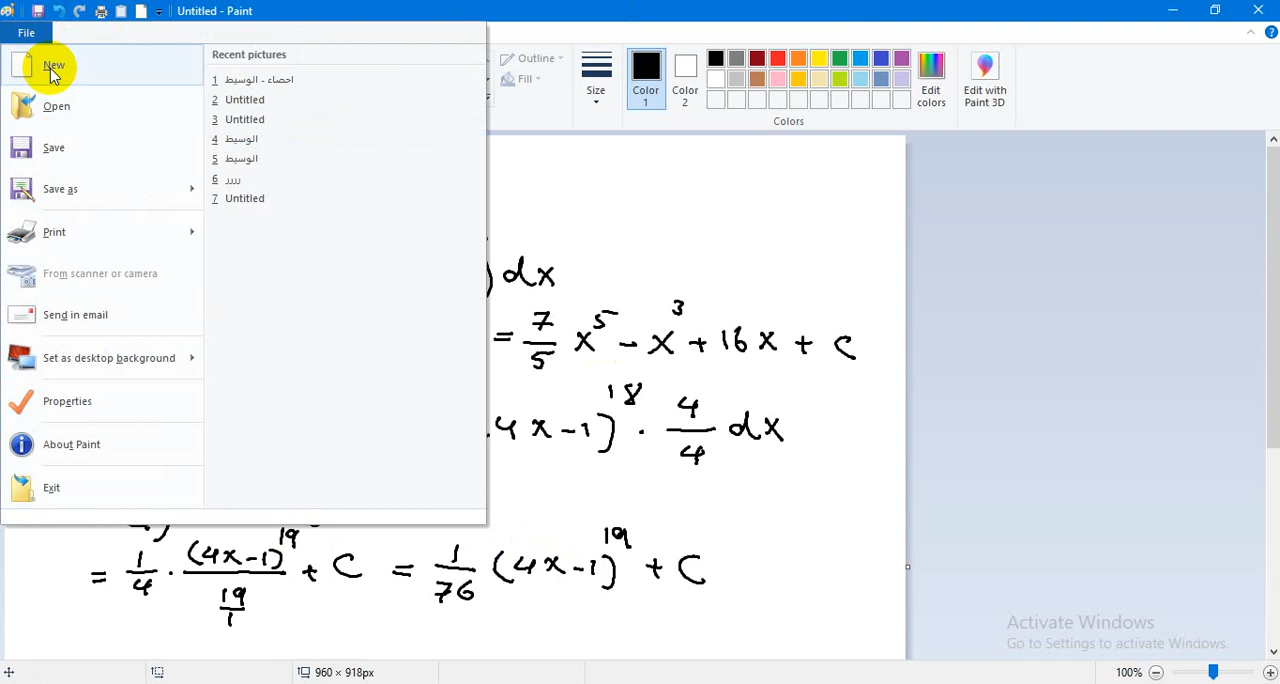 Untitled - Paint
File
New
Open
Save
Save as
Print
From scanner or camera
Send in email
Set as desktop background
Properties
About Paint
Exit
Recent pictures
1 احصاء - الوسيط
2 Untitled
3 Untitled
4 الوسيط
5 الوسيط
6 رررر
7 Untitled
Outline
Fill
Size
Color 1
Color 2
Colors
Edit colors
Edit with Paint 3D
) dx
= 7/5 x^5 - x^3 + 16x + C
4x-1)^18 . 4/4 dx
= 1/4 . (4x-1)^19 / (19/1) + C = 1/76 (4x-1)^19 + C
Activate Windows
Go to Settings to activate Windows.
960 × 918px
100%